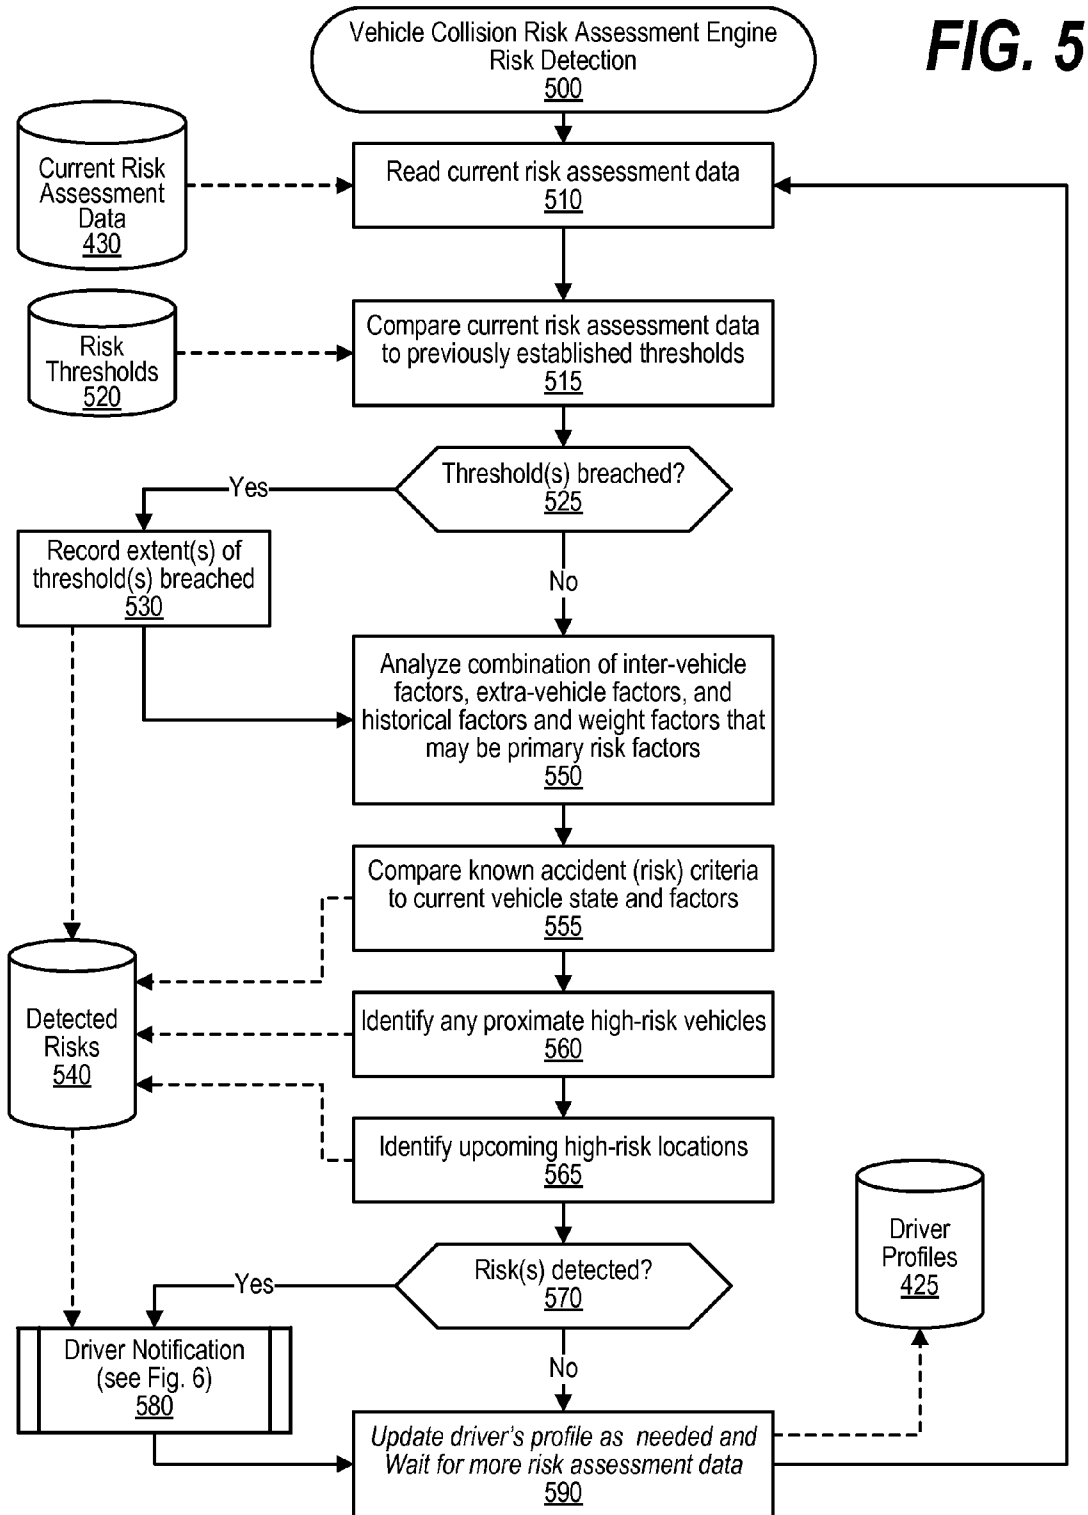 Vehicle Collision Risk Assessment Engine
Risk Detection
500
FIG. 5
Current Risk
Assessment
Data
430
Read current risk assessment data
510
Risk
Thresholds
520
Compare current risk assessment data
to previously established thresholds
515
Threshold(s) breached?
525
Yes
No
Record extent(s) of
threshold(s) breached
530
Analyze combination of inter-vehicle
factors, extra-vehicle factors, and
historical factors and weight factors that
may be primary risk factors
550
Compare known accident (risk) criteria
to current vehicle state and factors
555
Detected
Risks
540
Identify any proximate high-risk vehicles
560
Identify upcoming high-risk locations
565
Driver
Profiles
425
Risk(s) detected?
570
Yes
No
Driver Notification
(see Fig. 6)
580
Update driver's profile as needed and
Wait for more risk assessment data
590